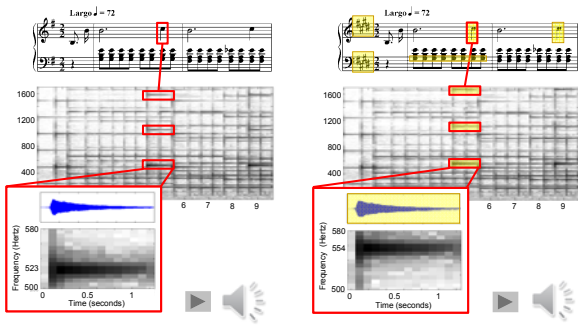 Largo ♩ = 72
1600
1200
800
400
6 7 8 9
580
523
500
Frequency (Hertz)
0 0.5 1
Time (seconds)
Largo ♩ = 72
1600
1200
800
400
6 7 8 9
580
554
500
Frequency (Hertz)
0 0.5 1
Time (seconds)